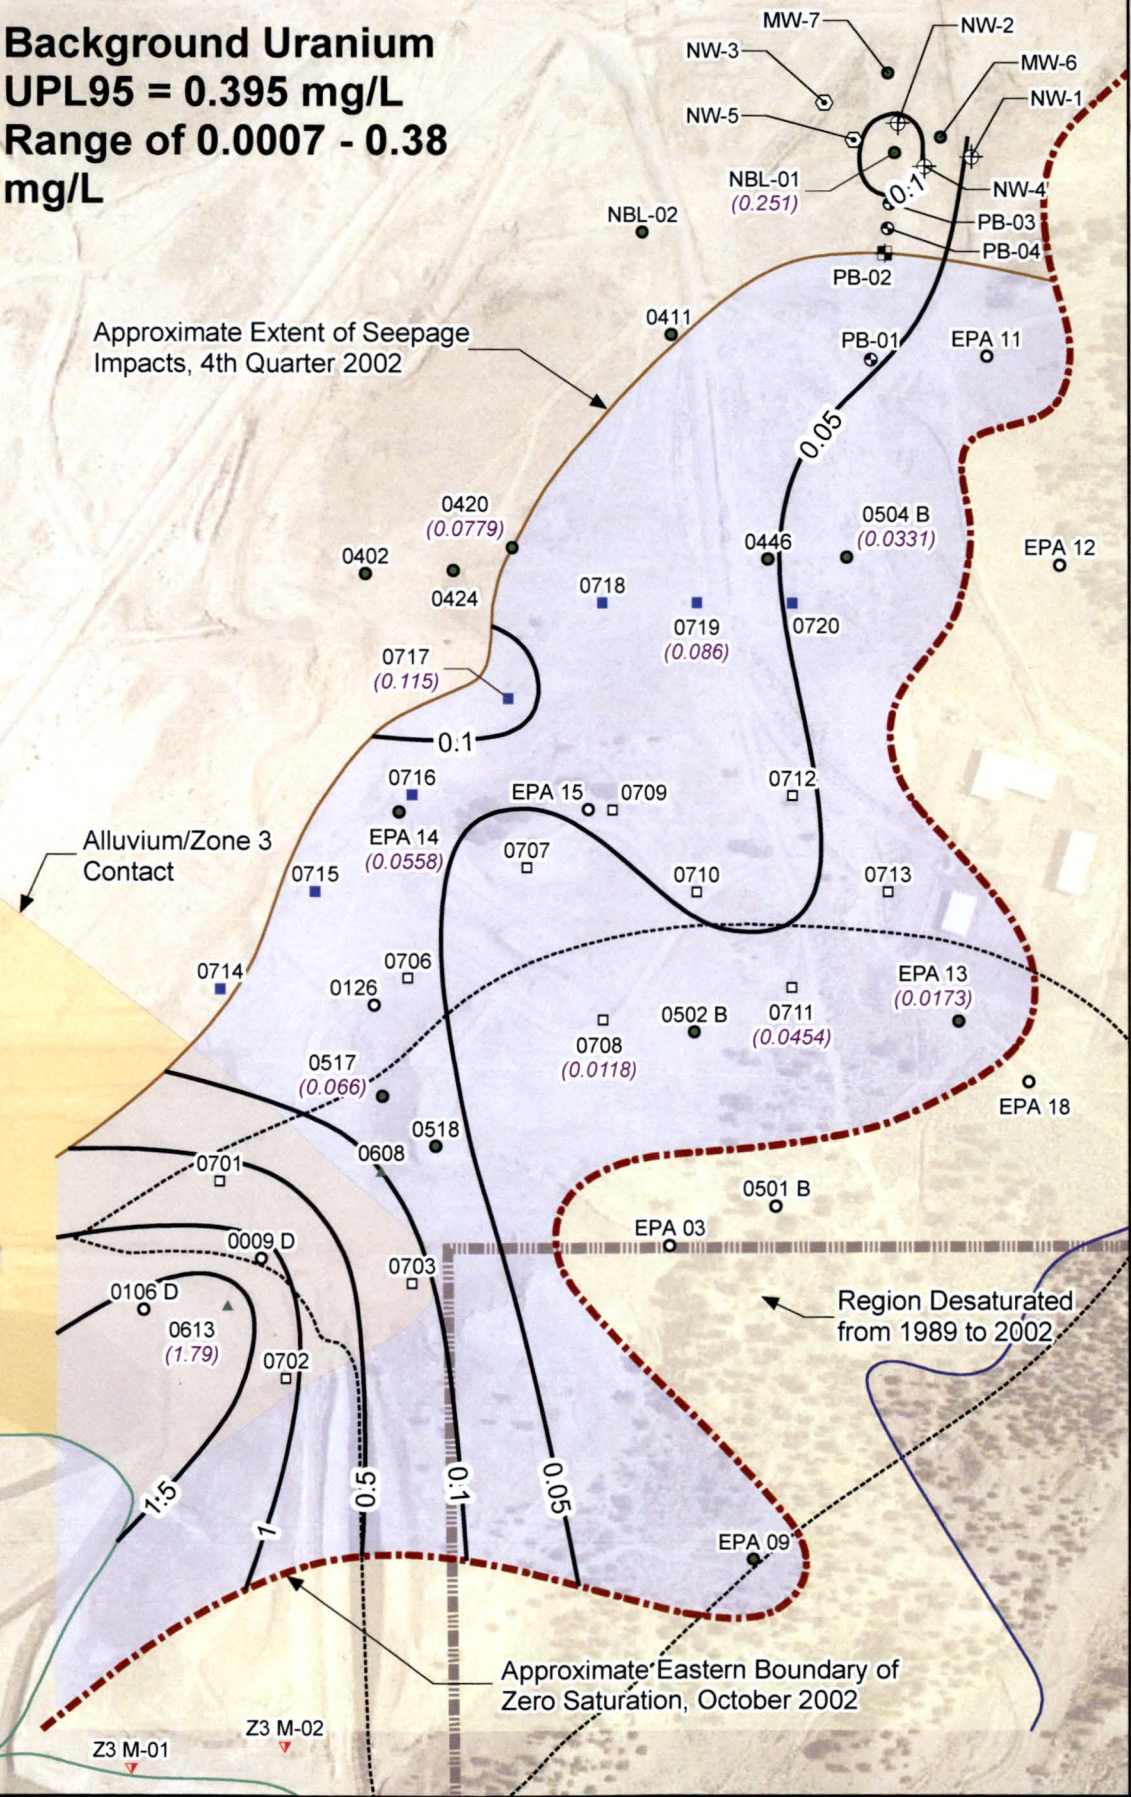 Background Uranium
UPL95 = 0.395 mg/L
Range of 0.0007 - 0.38
mg/L
MW-7
NW-2
NW-3
MW-6
NW-1
NW-5
NBL-01
(0.251)
0.1
NW-4
PB-03
PB-04
NBL-02
PB-02
Approximate Extent of Seepage
Impacts, 4th Quarter 2002
0411
PB-01
EPA 11
0.05
0420
(0.0779)
0504 B
(0.0331)
0402
0446
EPA 12
0424
0718
0719
(0.086)
0720
0717
(0.115)
0.1
0716
EPA 15
0709
0712
EPA 14
(0.0558)
Alluvium/Zone 3
Contact
0707
0715
0710
0713
0714
0706
0126
EPA 13
(0.0173)
0502 B
0711
(0.0454)
0708
(0.0118)
0517
(0.066)
EPA 18
0518
0608
0701
0501 B
EPA 03
0009 D
0703
0106 D
0613
(1.79)
Region Desaturated
from 1989 to 2002
0702
1.5
1
0.5
0.1
0.05
EPA 09
Approximate Eastern Boundary of
Zero Saturation, October 2002
Z3 M-02
Z3 M-01